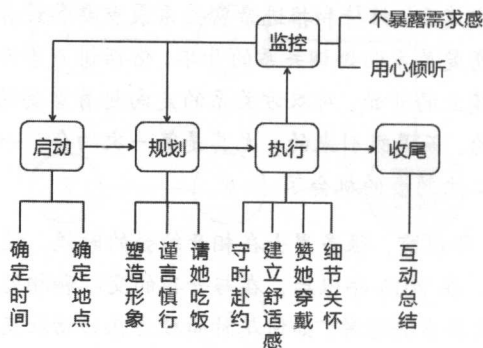 不暴露需求感
监控
用心倾听
启动
规划
执行
收尾
确定时间
确定地点
塑造形象
谨言慎行
请她吃饭
守时赴约
建立舒适感
赞她穿戴
细节关怀
互动总结